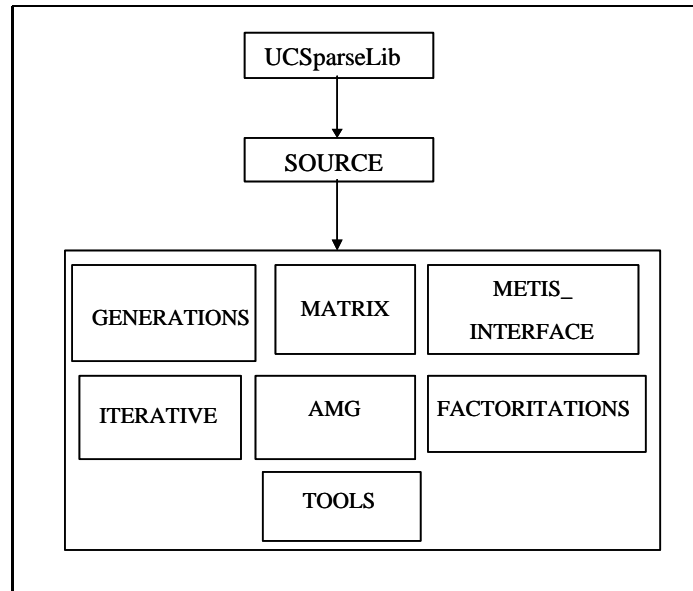 UCSparseLib
SOURCE
GENERATIONS
MATRIX
METIS_
INTERFACE
ITERATIVE
AMG
FACTORITATIONS
TOOLS